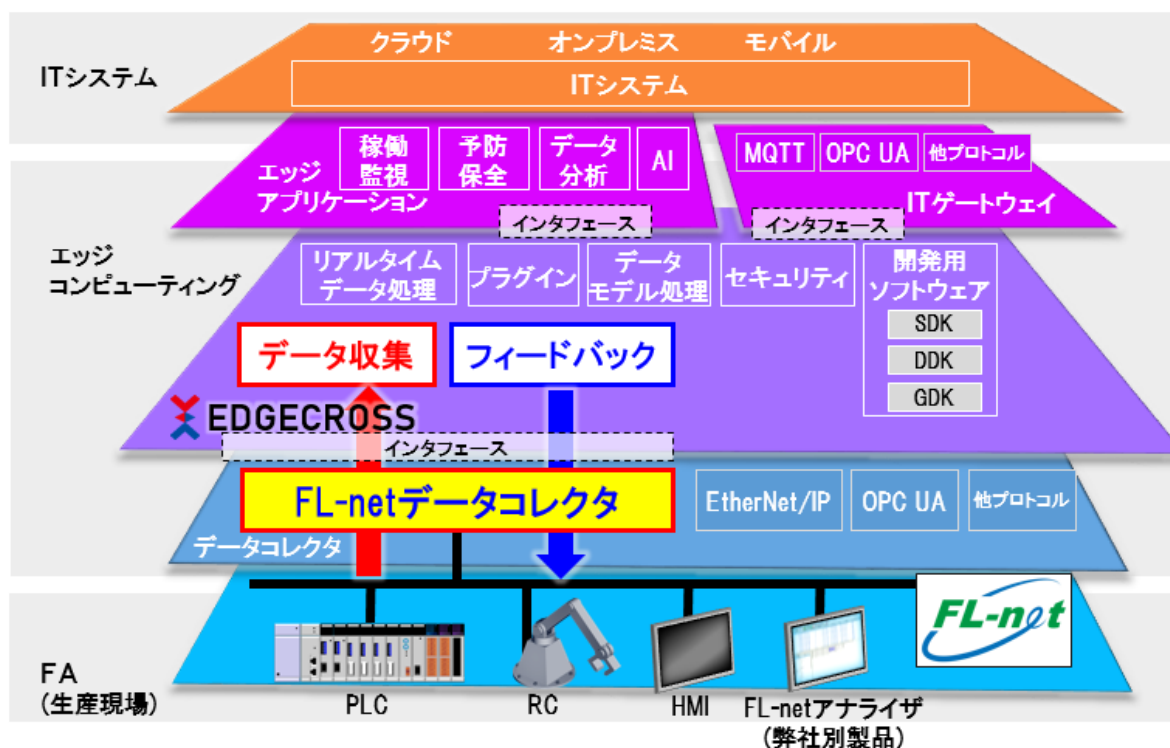 クラウド オンプレミス モバイル
ITシステム
ITシステム
稼働
監視
予防
保全
データ
分析
AI
エッジ
アプリケーション
MQTT
OPC UA
他プロトコル
ITゲートウェイ
インタフェース
インタフェース
エッジ
コンピューティング
リアルタイム
データ処理
プラグイン
データ
モデル処理
セキュリティ
開発用
ソフトウェア
SDK
DDK
GDK
データ収集
フィードバック
EDGECROSS
インタフェース
FL-netデータコレクタ
EtherNet/IP
OPC UA
他プロトコル
データコレクタ
FL-net
FA
(生産現場)
PLC
RC
HMI
FL-netアナライザ
(弊社別製品)